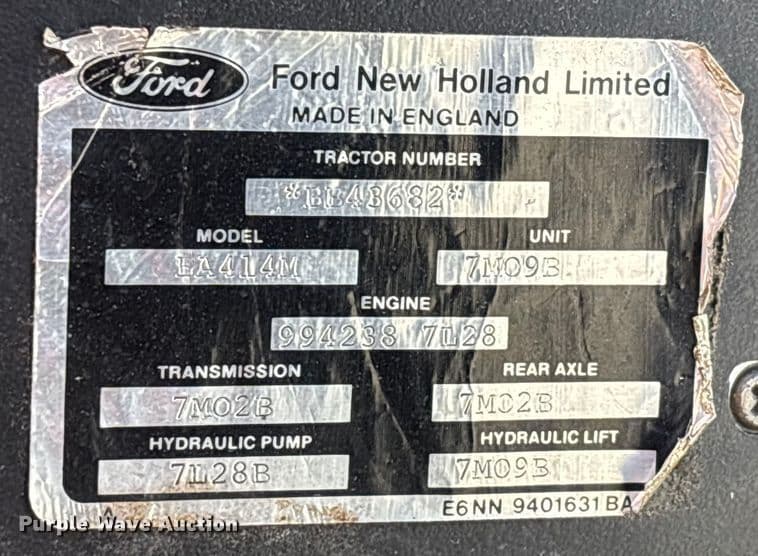 Ford Ford New Holland Limited
MADE IN ENGLAND
TRACTOR NUMBER
*BB43682*
MODEL UNIT
EA414M 7M09B
ENGINE
994238 7L28
TRANSMISSION REAR AXLE
7M02B 7M02B
HYDRAULIC PUMP HYDRAULIC LIFT
7L28B 7M09B
E6NN 9401631BA
Purple Wave Auction